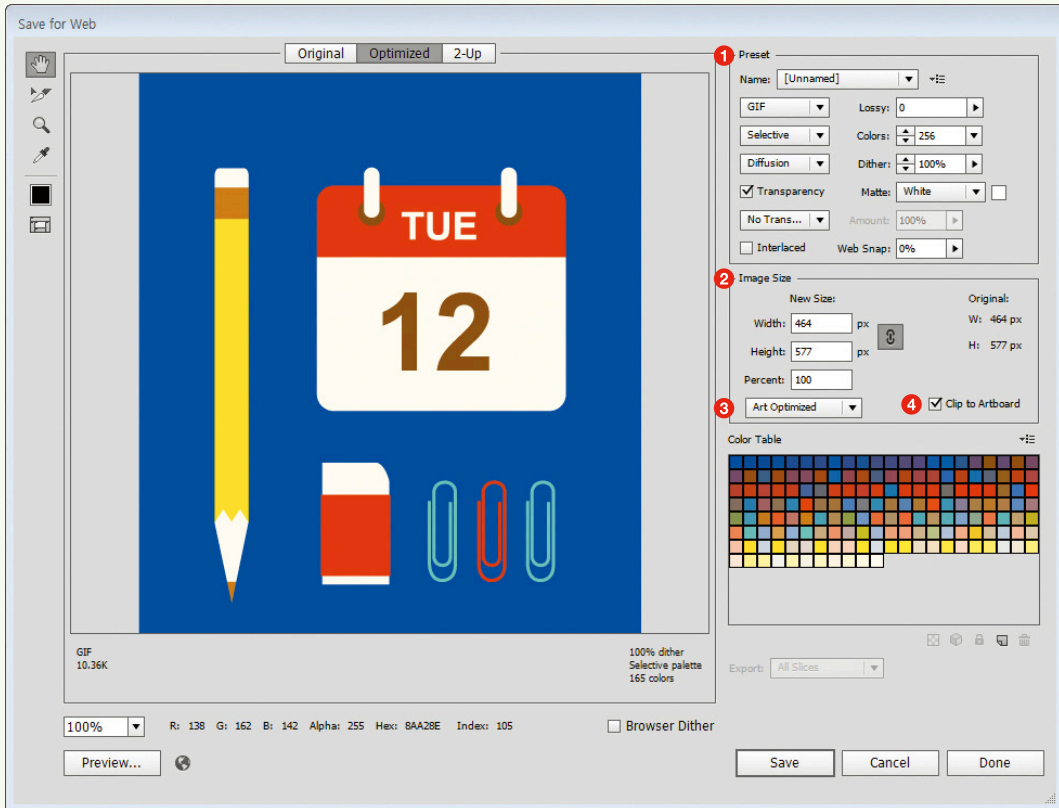 Save for Web
Original Optimized 2-Up
TUE
12
GIF
10.36K
100% dither
Selective palette
165 colors
100% R: 138 G: 162 B: 142 Alpha: 255 Hex: 8AA28E Index: 105 Browser Dither
Preview...
1 Preset
Name: [Unnamed]
GIF Lossy: 0
Selective Colors: 256
Diffusion Dither: 100%
Transparency Matte: White
No Trans... Amount: 100%
Interlaced Web Snap: 0%
2 Image Size
New Size: Original:
Width: 464 px W: 464 px
Height: 577 px H: 577 px
Percent: 100
3 Art Optimized 4 Clip to Artboard
Color Table
Export: All Slices
Save Cancel Done